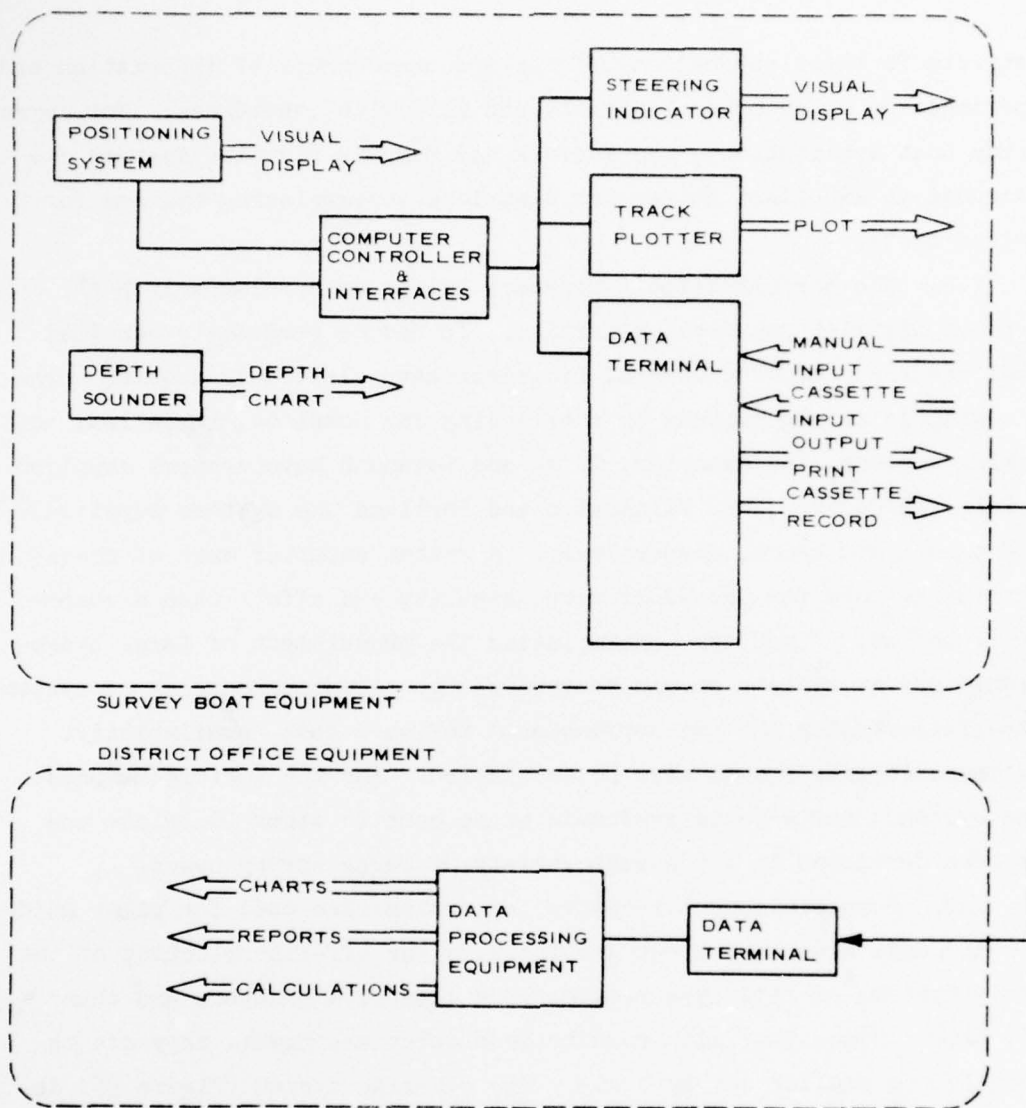 POSITIONING
SYSTEM
VISUAL
DISPLAY
STEERING
INDICATOR
VISUAL
DISPLAY
COMPUTER
CONTROLLER
&
INTERFACES
TRACK
PLOTTER
PLOT
DEPTH
SOUNDER
DEPTH
CHART
DATA
TERMINAL
MANUAL
INPUT
CASSETTE
INPUT
OUTPUT
PRINT
CASSETTE
RECORD
SURVEY BOAT EQUIPMENT
DISTRICT OFFICE EQUIPMENT
CHARTS
REPORTS
CALCULATIONS
DATA
PROCESSING
EQUIPMENT
DATA
TERMINAL